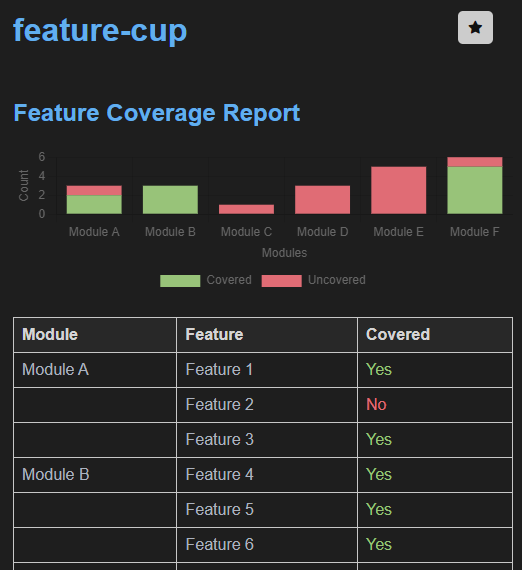 feature-cup
Feature Coverage Report
Count
6
4
2
0
Module A Module B Module C Module D Module E Module F
Modules
Covered Uncovered
Module Feature Covered
Module A Feature 1 Yes
Feature 2 No
Feature 3 Yes
Module B Feature 4 Yes
Feature 5 Yes
Feature 6 Yes